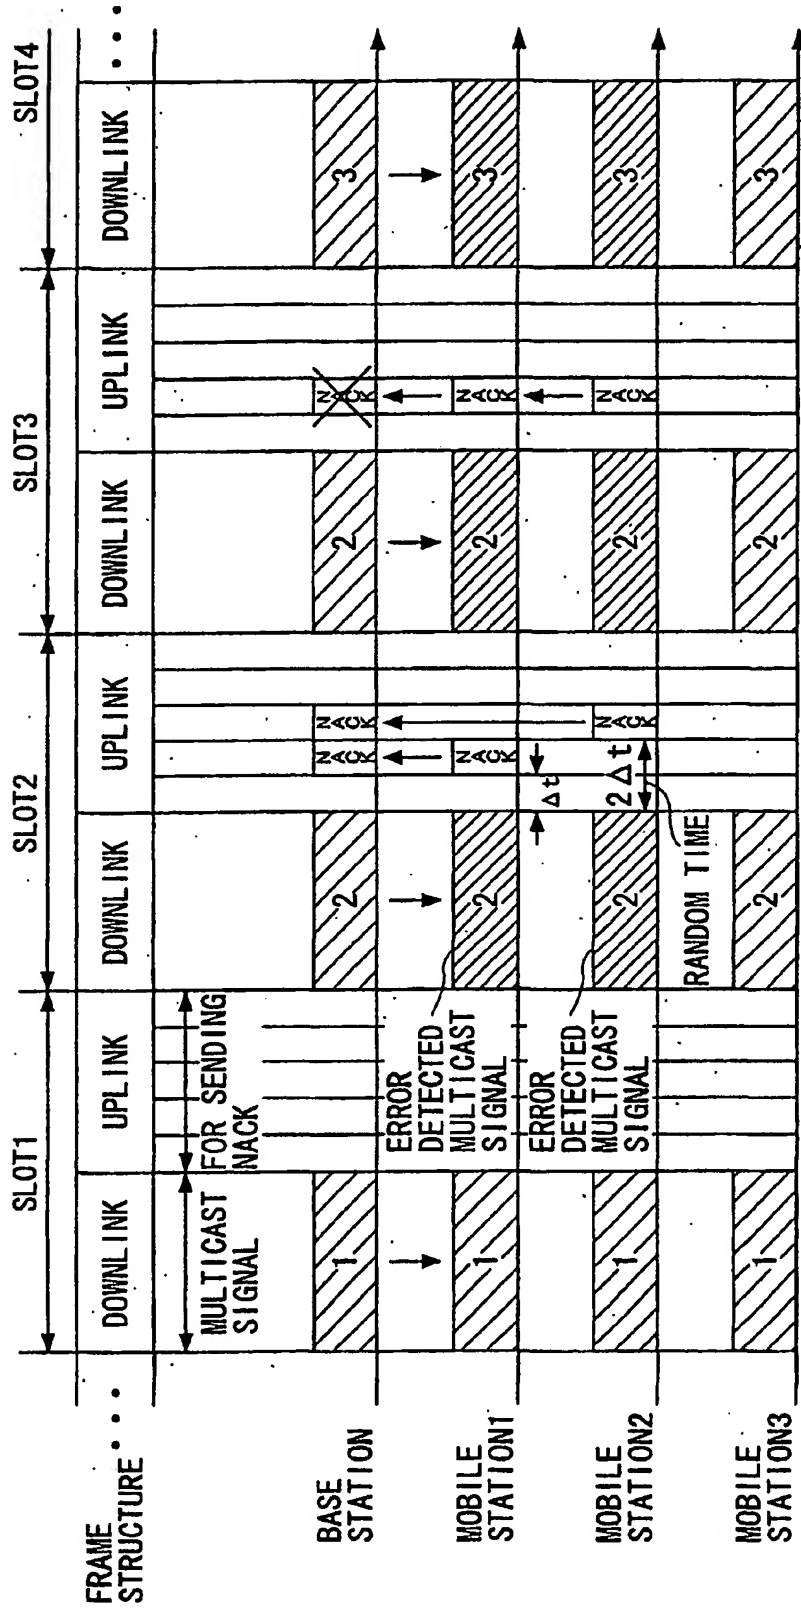 FRAME
STRUCTURE
SLOT1
SLOT2
SLOT3
SLOT4
DOWNLINK
UPLINK
DOWNLINK
UPLINK
DOWNLINK
UPLINK
DOWNLINK
MULTICAST
SIGNAL
FOR SENDING
NACK
BASE
STATION
1
2
NACK
NACK
2
NACK
3
MOBILE
STATION1
1
ERROR
DETECTED
MULTICAST
SIGNAL
2
NACK
Δt
2
NACK
3
MOBILE
STATION2
1
ERROR
DETECTED
MULTICAST
SIGNAL
2
2Δt
NACK
RANDOM TIME
2
NACK
3
MOBILE
STATION3
1
2
2
3